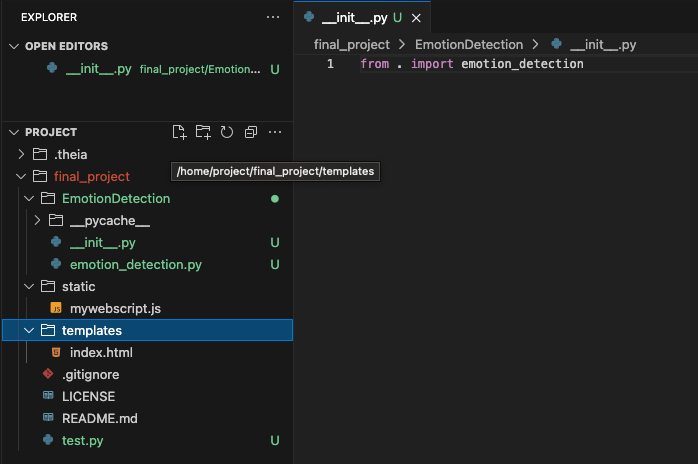 EXPLORER
OPEN EDITORS
__init__.py final_project/Emotion... U
PROJECT
.theia
final_project
/home/project/final_project/templates
EmotionDetection
__pycache__
__init__.py U
emotion_detection.py U
static
JS mywebscript.js
templates
index.html
.gitignore
LICENSE
README.md
test.py U
__init__.py U
final_project > EmotionDetection > __init__.py
1 from . import emotion_detection